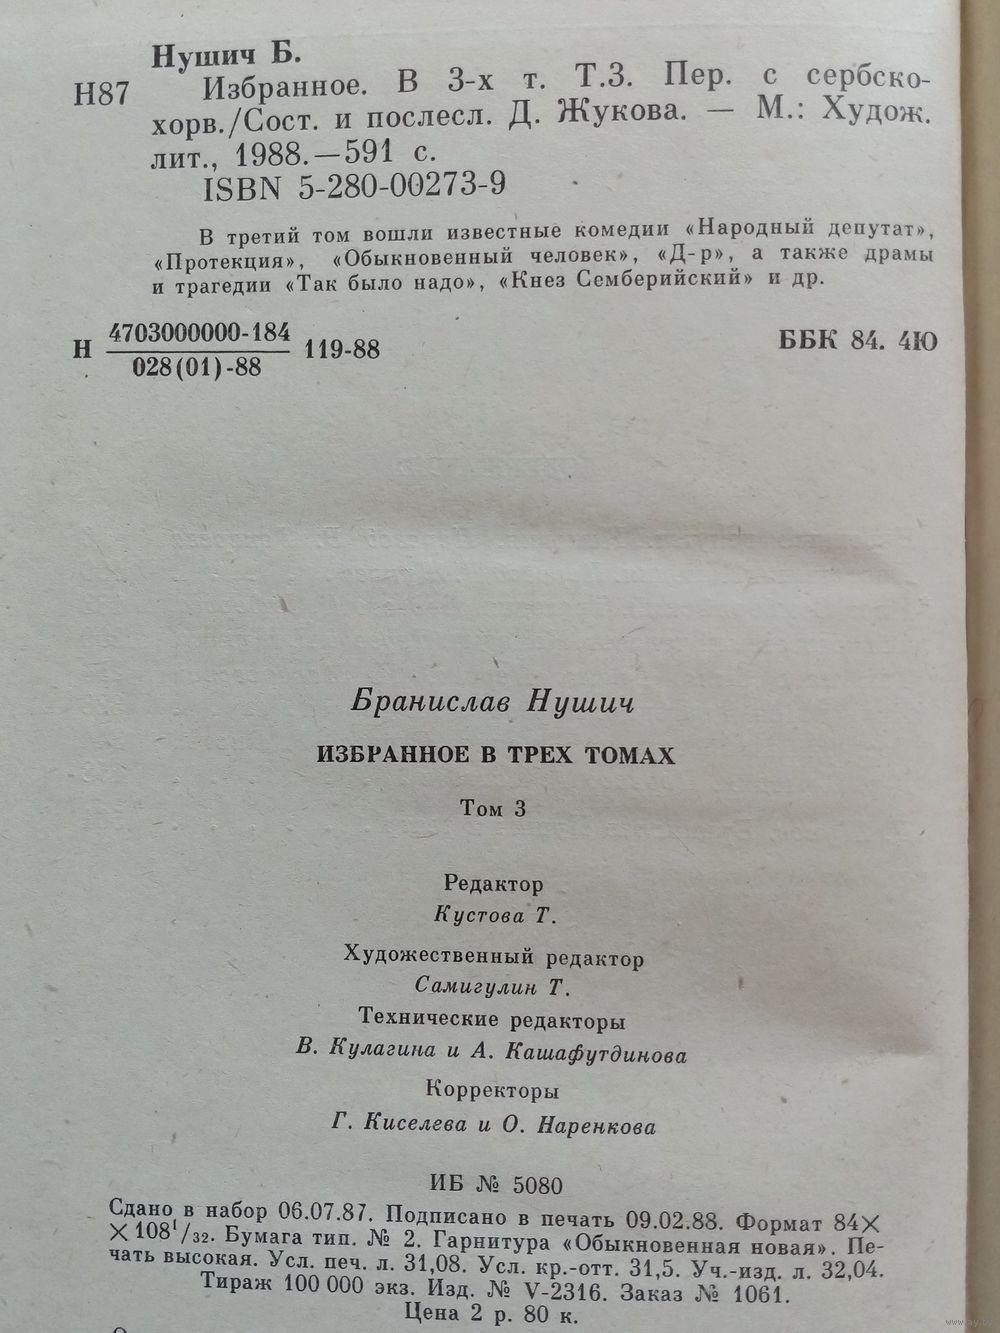 Нушич Б.
Н87 Избранное. В 3-х т. Т.3. Пер. с сербско-
хорв./Сост. и послесл. Д. Жукова. — М.: Худож.
лит., 1988.—591 с.
ISBN 5-280-00273-9
В третий том вошли известные комедии «Народный депутат»,
«Протекция», «Обыкновенный человек», «Д-р», а также драмы
и трагедии «Так было надо», «Кнез Семберийский» и др.
Н 4703000000-184 / 028(01)-88 119-88 ББК 84. 4Ю
Бранислав Нушич
ИЗБРАННОЕ В ТРЕХ ТОМАХ
Том 3
Редактор
Кустова Т.
Художественный редактор
Самигулин Т.
Технические редакторы
В. Кулагина и А. Кашафутдинова
Корректоры
Г. Киселева и О. Наренкова
ИБ № 5080
Сдано в набор 06.07.87. Подписано в печать 09.02.88. Формат 84×
×108¹/₃₂. Бумага тип. № 2. Гарнитура «Обыкновенная новая». Пе-
чать высокая. Усл. печ. л. 31,08. Усл. кр.-отт. 31,5. Уч.-изд. л. 32,04.
Тираж 100 000 экз. Изд. № V-2316. Заказ № 1061.
Цена 2 р. 80 к.
www.ay.by